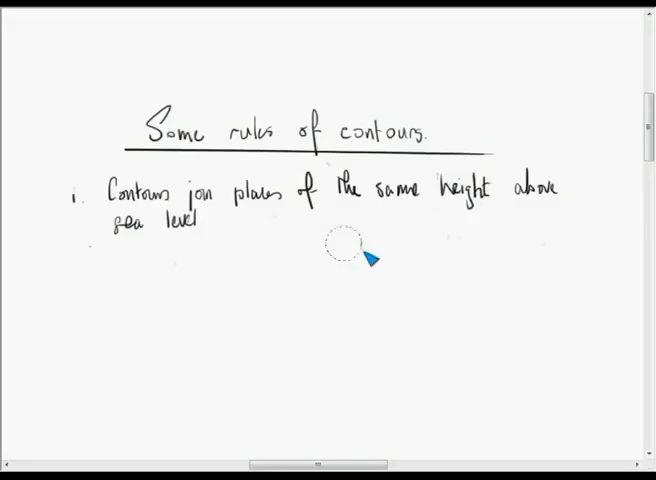 Some rules of contours.
1. Contours join places of the same height above
sea level